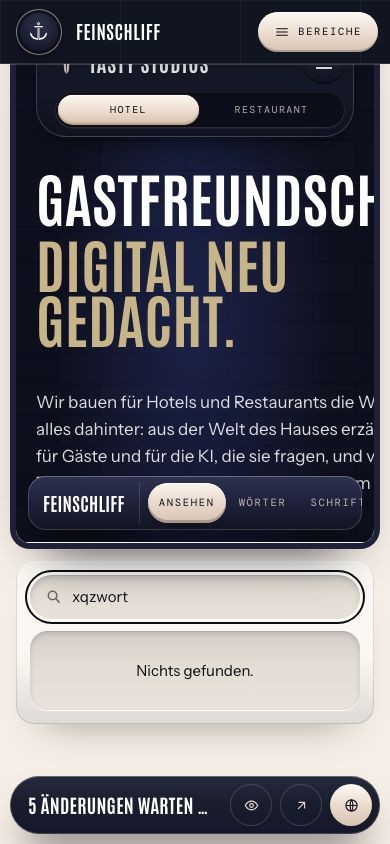 FEINSCHLIFF
BEREICHE
TASTY STUDIOS
HOTEL
RESTAURANT
GASTFREUNDSCH
DIGITAL NEU
GEDACHT.
Wir bauen für Hotels und Restaurants die W
alles dahinter: aus der Welt des Hauses erzä
für Gäste und für die KI, die sie fragen, und v
FEINSCHLIFF
ANSEHEN
WÖRTER
SCHRIFT
xqzwort
Nichts gefunden.
5 ÄNDERUNGEN WARTEN …